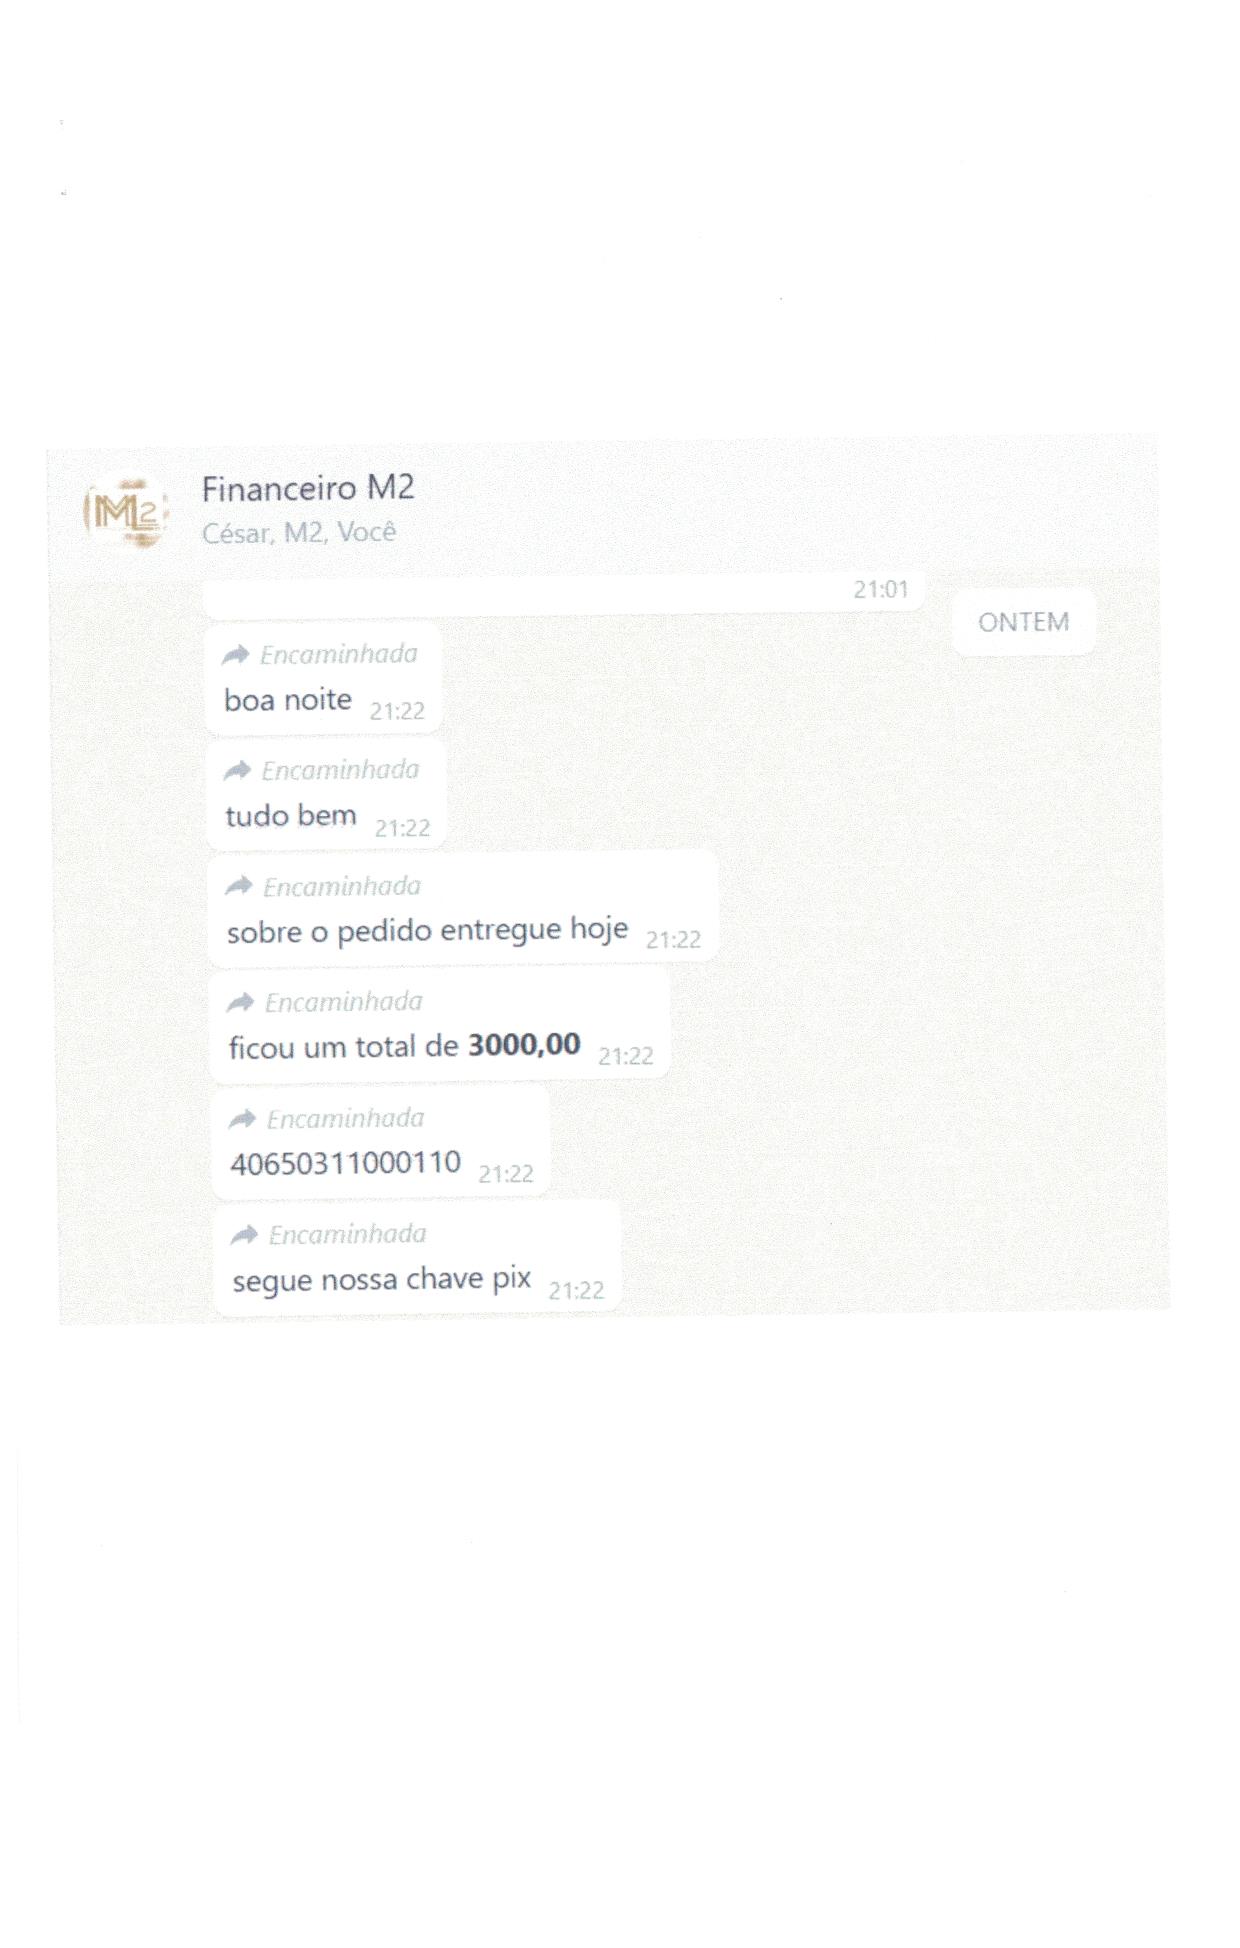 M2
Financeiro M2
César, M2, Você
21:01
ONTEM
Encaminhada
boa noite 21:22
Encaminhada
tudo bem 21:22
Encaminhada
sobre o pedido entregue hoje 21:22
Encaminhada
ficou um total de 3000,00 21:22
Encaminhada
40650311000110 21:22
Encaminhada
segue nossa chave pix 21:22